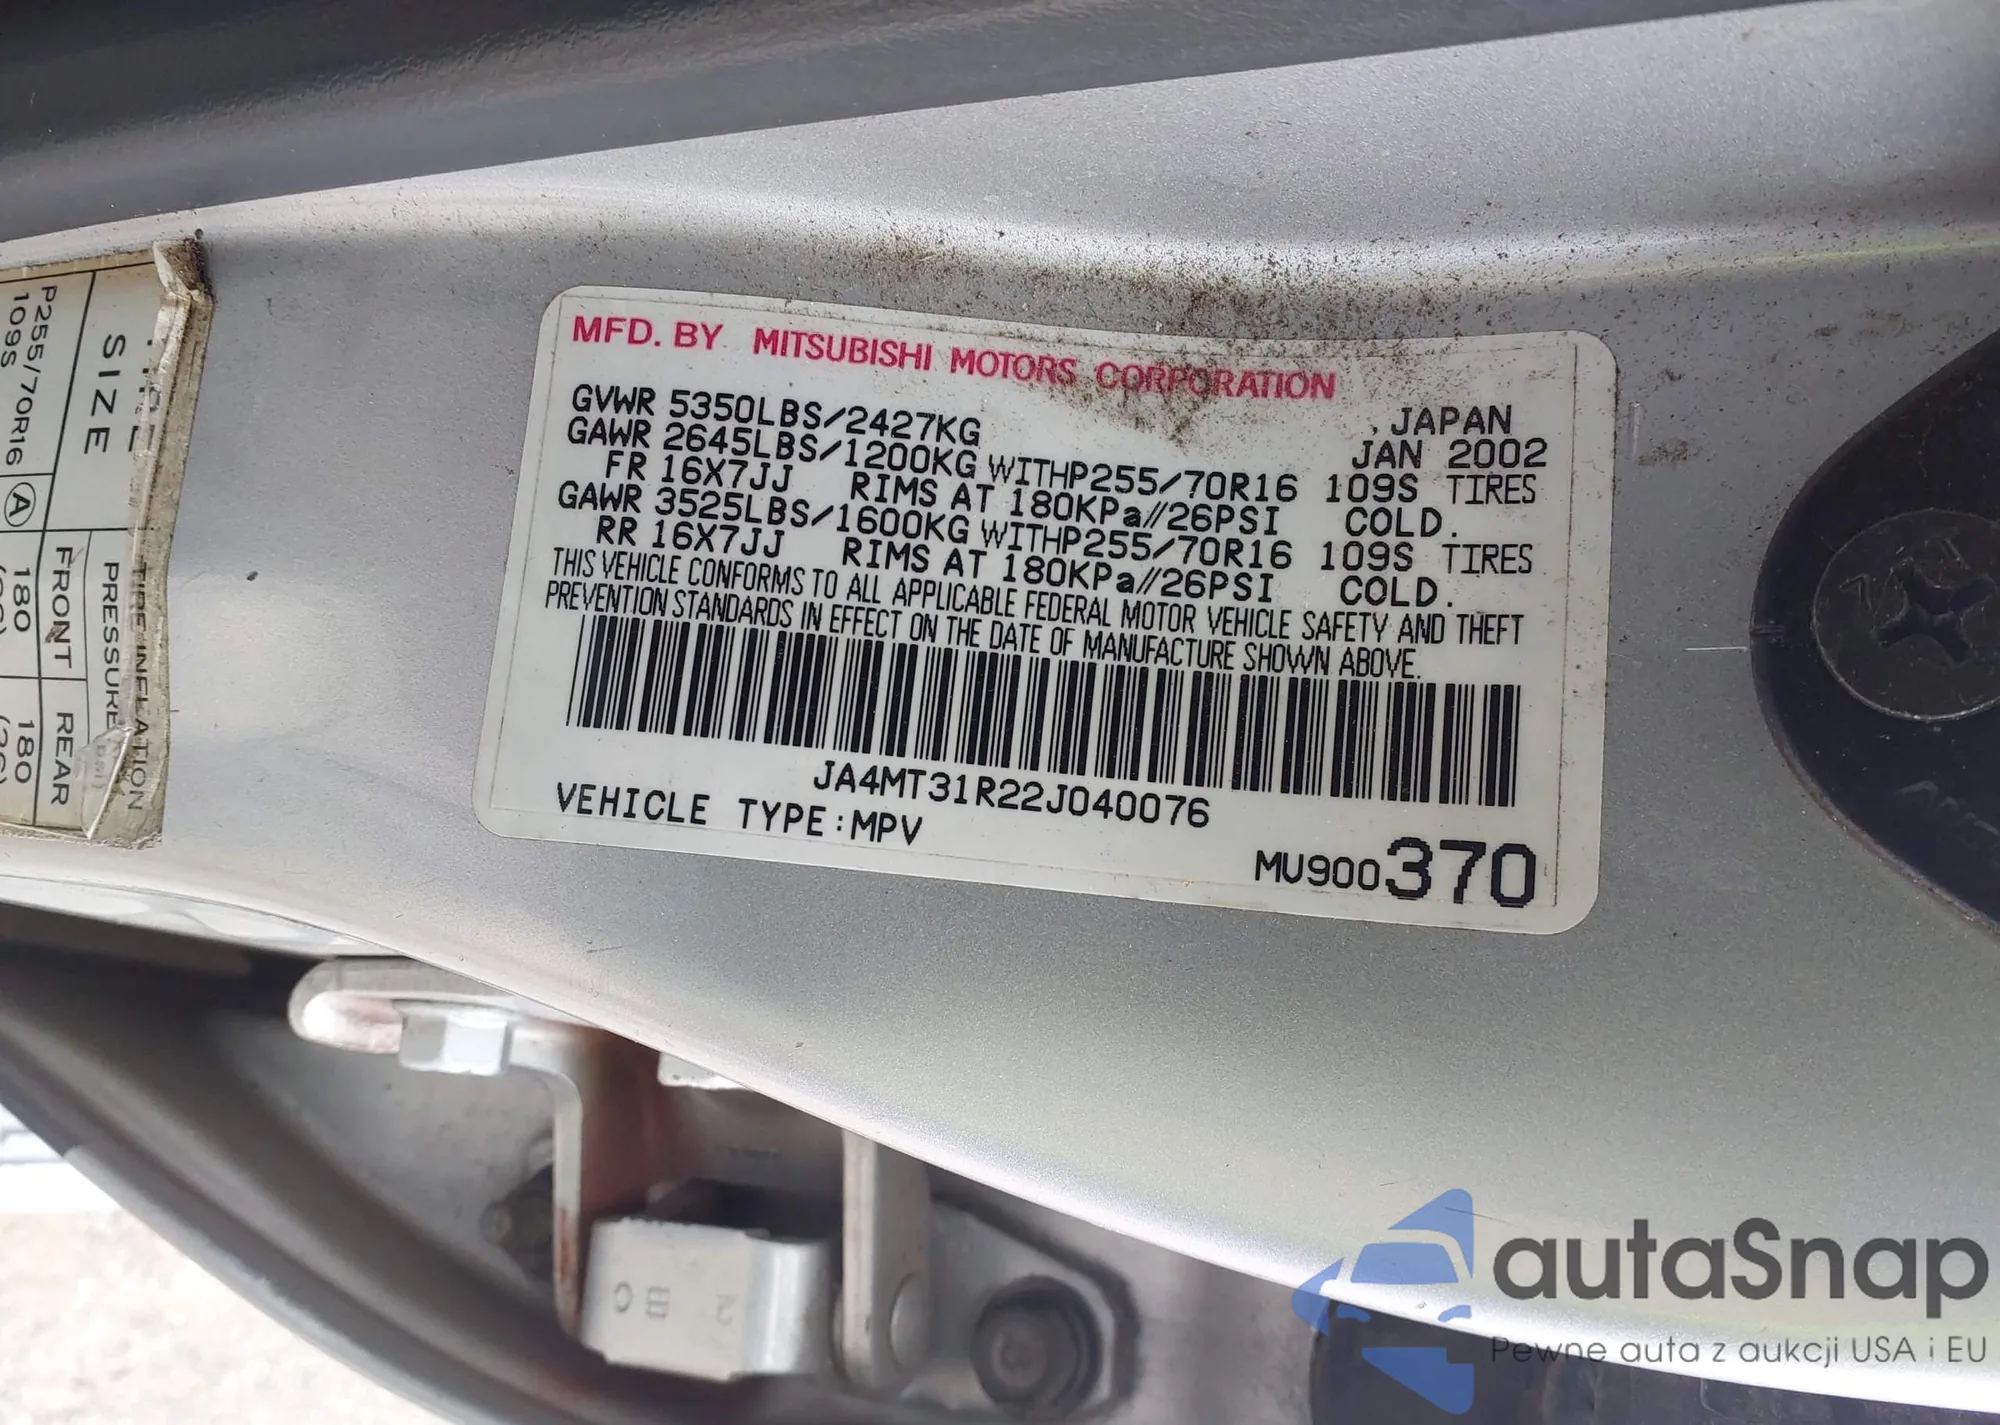 MFD. BY MITSUBISHI MOTORS CORPORATION
JAPAN
GVWR 5350LBS/2427KG JAN 2002
GAWR 2645LBS/1200KG WITHP255/70R16 109S TIRES
FR 16X7JJ RIMS AT 180KPa//26PSI COLD.
GAWR 3525LBS/1600KG WITHP255/70R16 109S TIRES
RR 16X7JJ RIMS AT 180KPa//26PSI COLD.
THIS VEHICLE CONFORMS TO ALL APPLICABLE FEDERAL MOTOR VEHICLE SAFETY AND THEFT
PREVENTION STANDARDS IN EFFECT ON THE DATE OF MANUFACTURE SHOWN ABOVE.
JA4MT31R22J040076
VEHICLE TYPE:MPV
MU900370
SIZE
TIRE INFLATION
PRESSURE
FRONT
REAR
P255/70R16
109S
A
180
180
autaSnap
Pewne auta z aukcji USA i EU